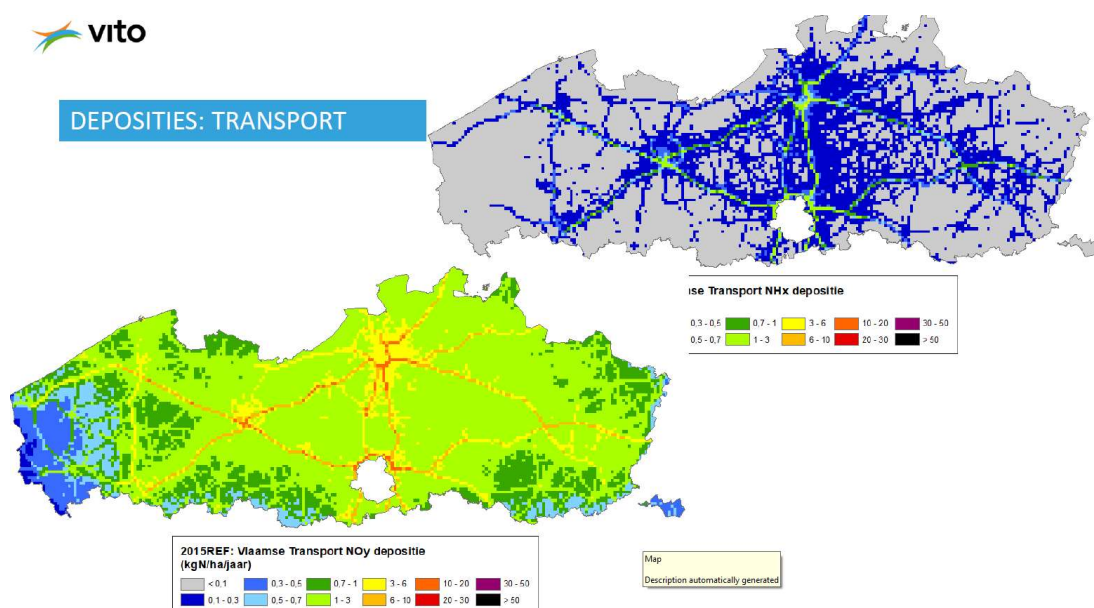 vito
DEPOSITIES: TRANSPORT
se Transport NHx depositie
0,3 - 0,5 0,7 - 1 3 - 6 10 - 20 30 - 50
0,5 - 0,7 1 - 3 6 - 10 20 - 30 > 50
2015REF: Vlaamse Transport NOy depositie
(kgN/ha/jaar)
< 0,1 0,3 - 0,5 0,7 - 1 3 - 6 10 - 20 30 - 50
0,1 - 0,3 0,5 - 0,7 1 - 3 6 - 10 20 - 30 > 50
Map
Description automatically generated